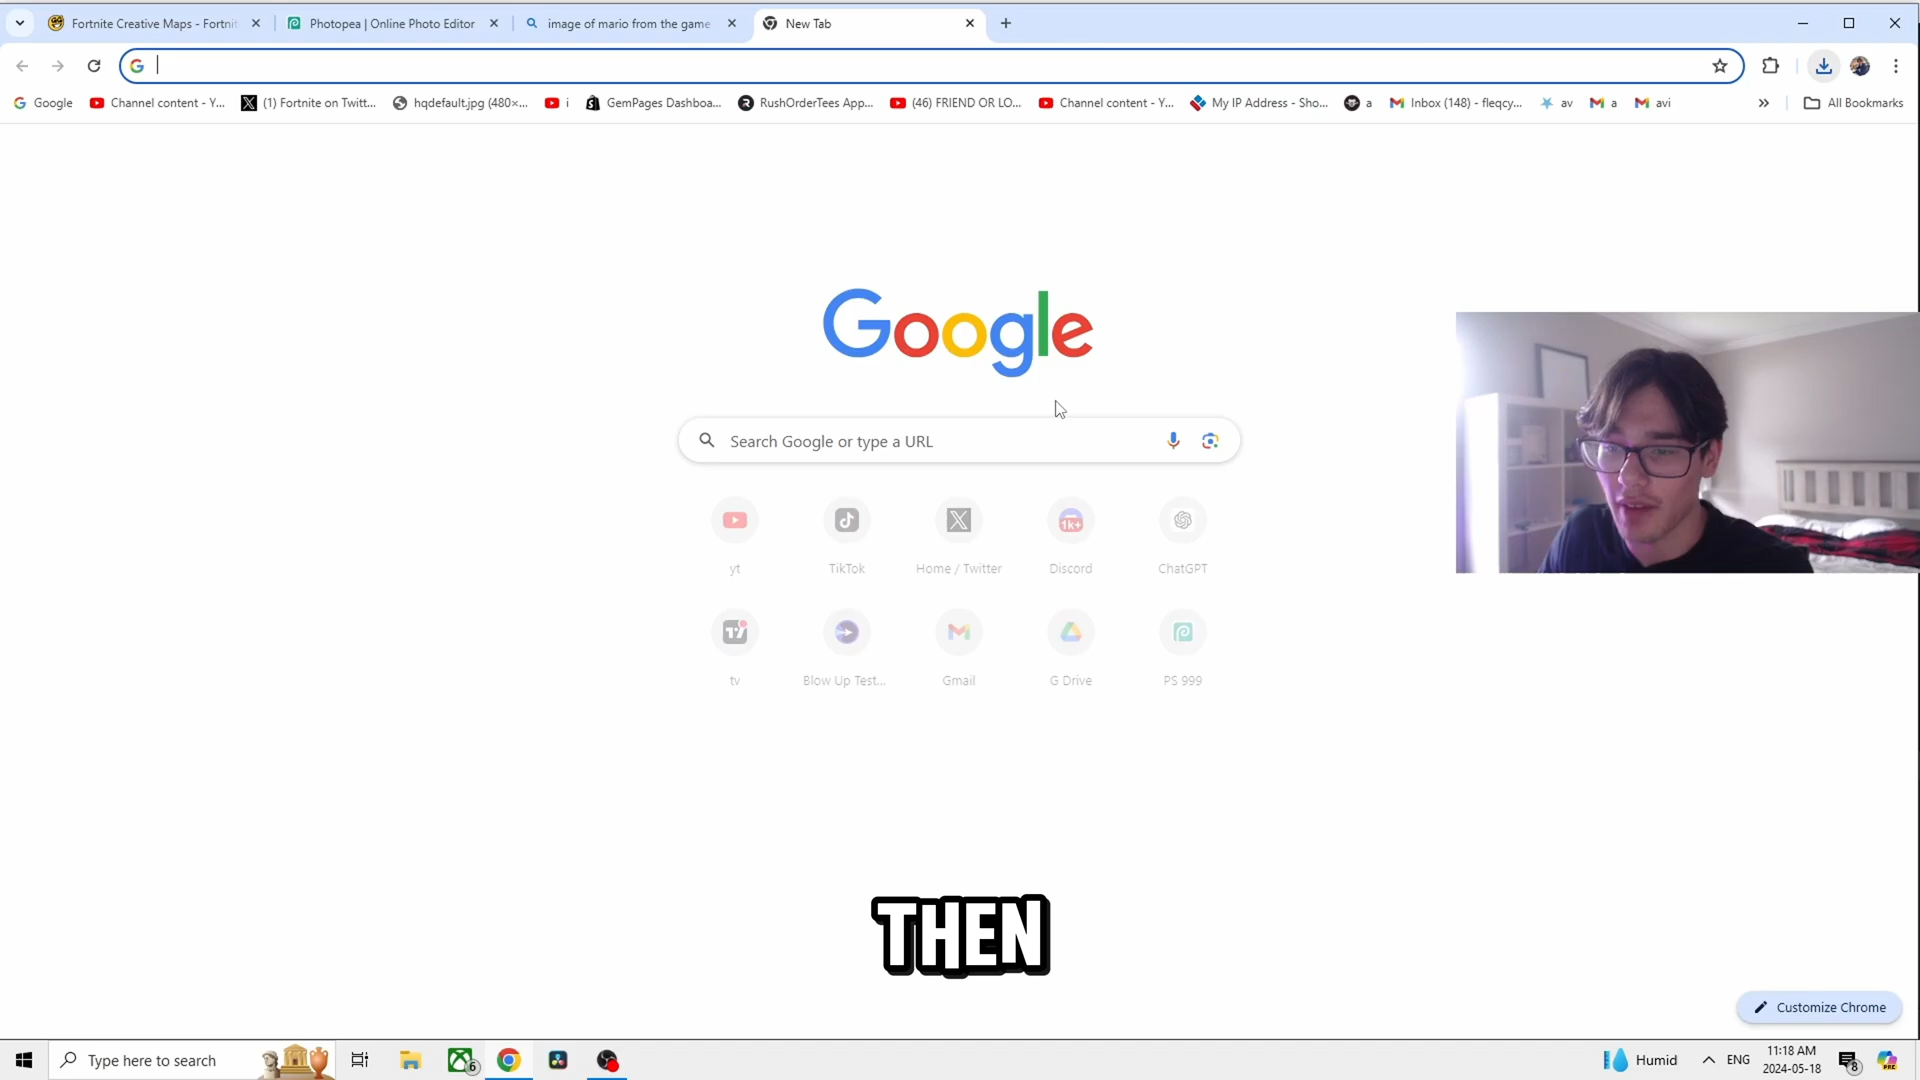 Fortnite Creative Maps - Fortnit
Photopea | Online Photo Editor
image of mario from the game
New Tab
Google
Channel content - Y...
(1) Fortnite on Twitt...
hqdefault.jpg (480×...
i
GemPages Dashboa...
RushOrderTees App...
(46) FRIEND OR LO...
Channel content - Y...
My IP Address - Sho...
a
Inbox (148) - fleqcy...
av
a
avi
All Bookmarks
Google
Search Google or type a URL
1k+
yt
TikTok
Home / Twitter
Discord
ChatGPT
tv
Blow Up Test...
Gmail
G Drive
PS 999
THEN
Customize Chrome
Type here to search
6
Humid
ENG
11:18 AM
2024-05-18
8
PRE